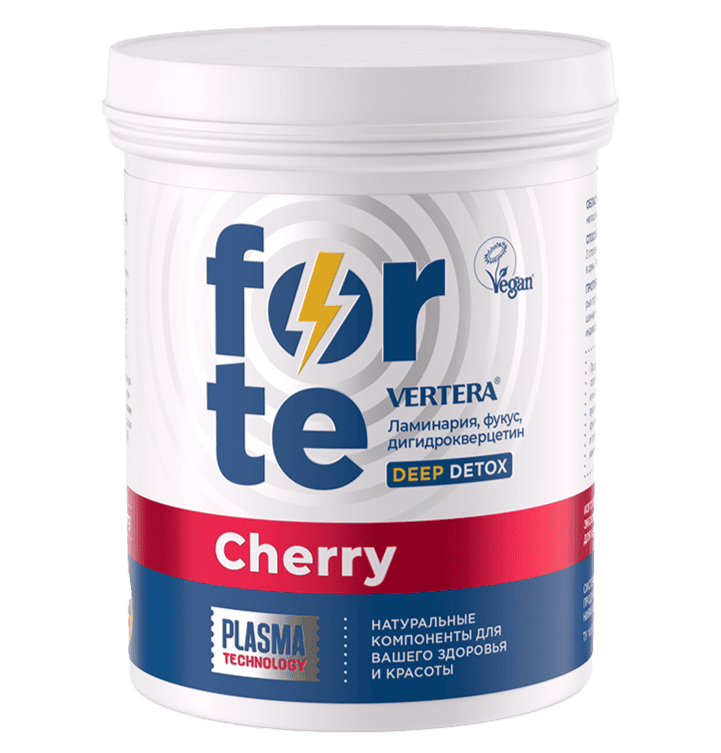 for
te
Vegan
VERTERA®
Ламинария, фукус,
дигидрокверцетин
DEEP DETOX
Cherry
PLASMA
TECHNOLOGY
НАТУРАЛЬНЫЕ
КОМПОНЕНТЫ ДЛЯ
ВАШЕГО ЗДОРОВЬЯ
И КРАСОТЫ